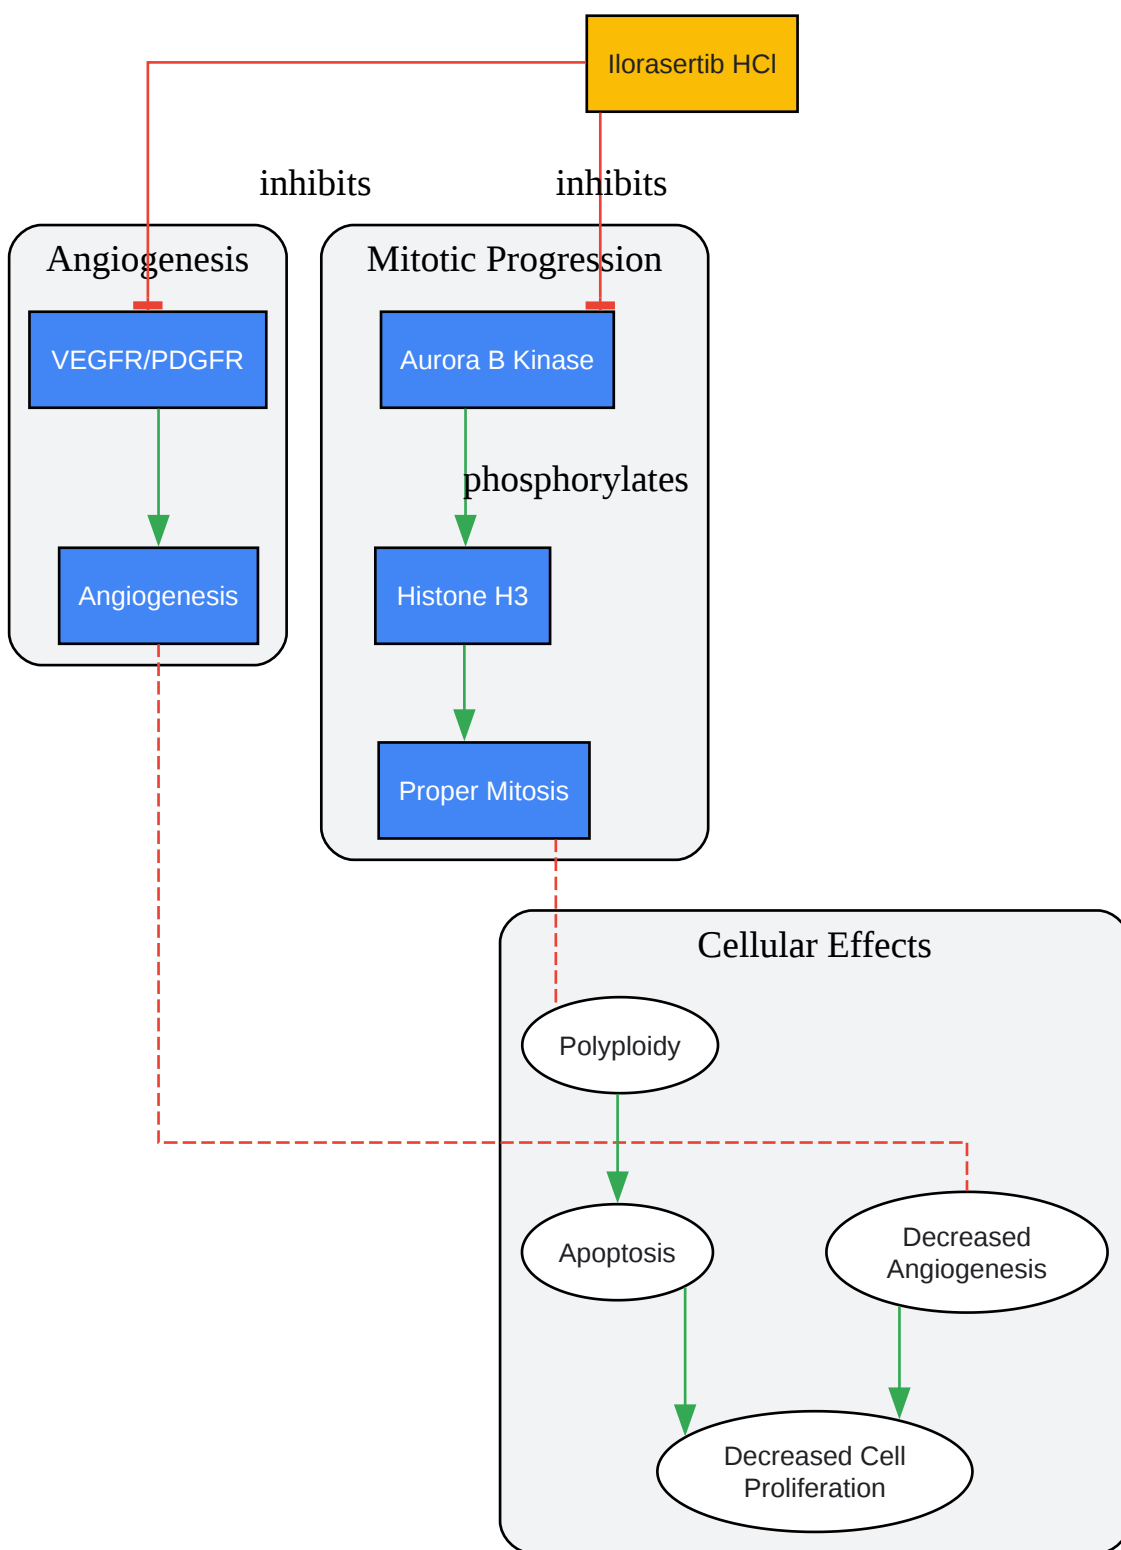 Ilorasertib HCl
inhibits
inhibits
Angiogenesis
Mitotic Progression
VEGFR/PDGFR
Aurora B Kinase
phosphorylates
Angiogenesis
Histone H3
Proper Mitosis
Cellular Effects
Polyploidy
Apoptosis
Decreased
Angiogenesis
Decreased Cell
Proliferation